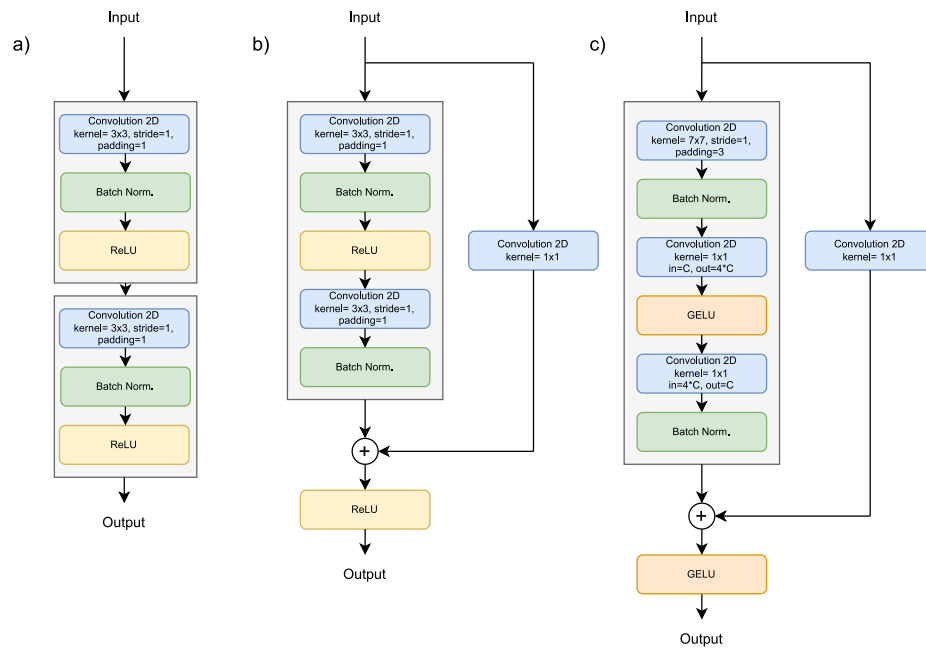 a)
Input
Convolution 2D
kernel= 3x3, stride=1,
padding=1
Batch Norm.
ReLU
Convolution 2D
kernel= 3x3, stride=1,
padding=1
Batch Norm.
ReLU
Output
b)
Input
Convolution 2D
kernel= 3x3, stride=1,
padding=1
Batch Norm.
ReLU
Convolution 2D
kernel= 3x3, stride=1,
padding=1
Batch Norm.
Convolution 2D
kernel= 1x1
+
ReLU
Output
c)
Input
Convolution 2D
kernel= 7x7, stride=1,
padding=3
Batch Norm.
Convolution 2D
kernel= 1x1
in=C, out=4*C
GELU
Convolution 2D
kernel= 1x1
in=4*C, out=C
Batch Norm.
Convolution 2D
kernel= 1x1
+
GELU
Output